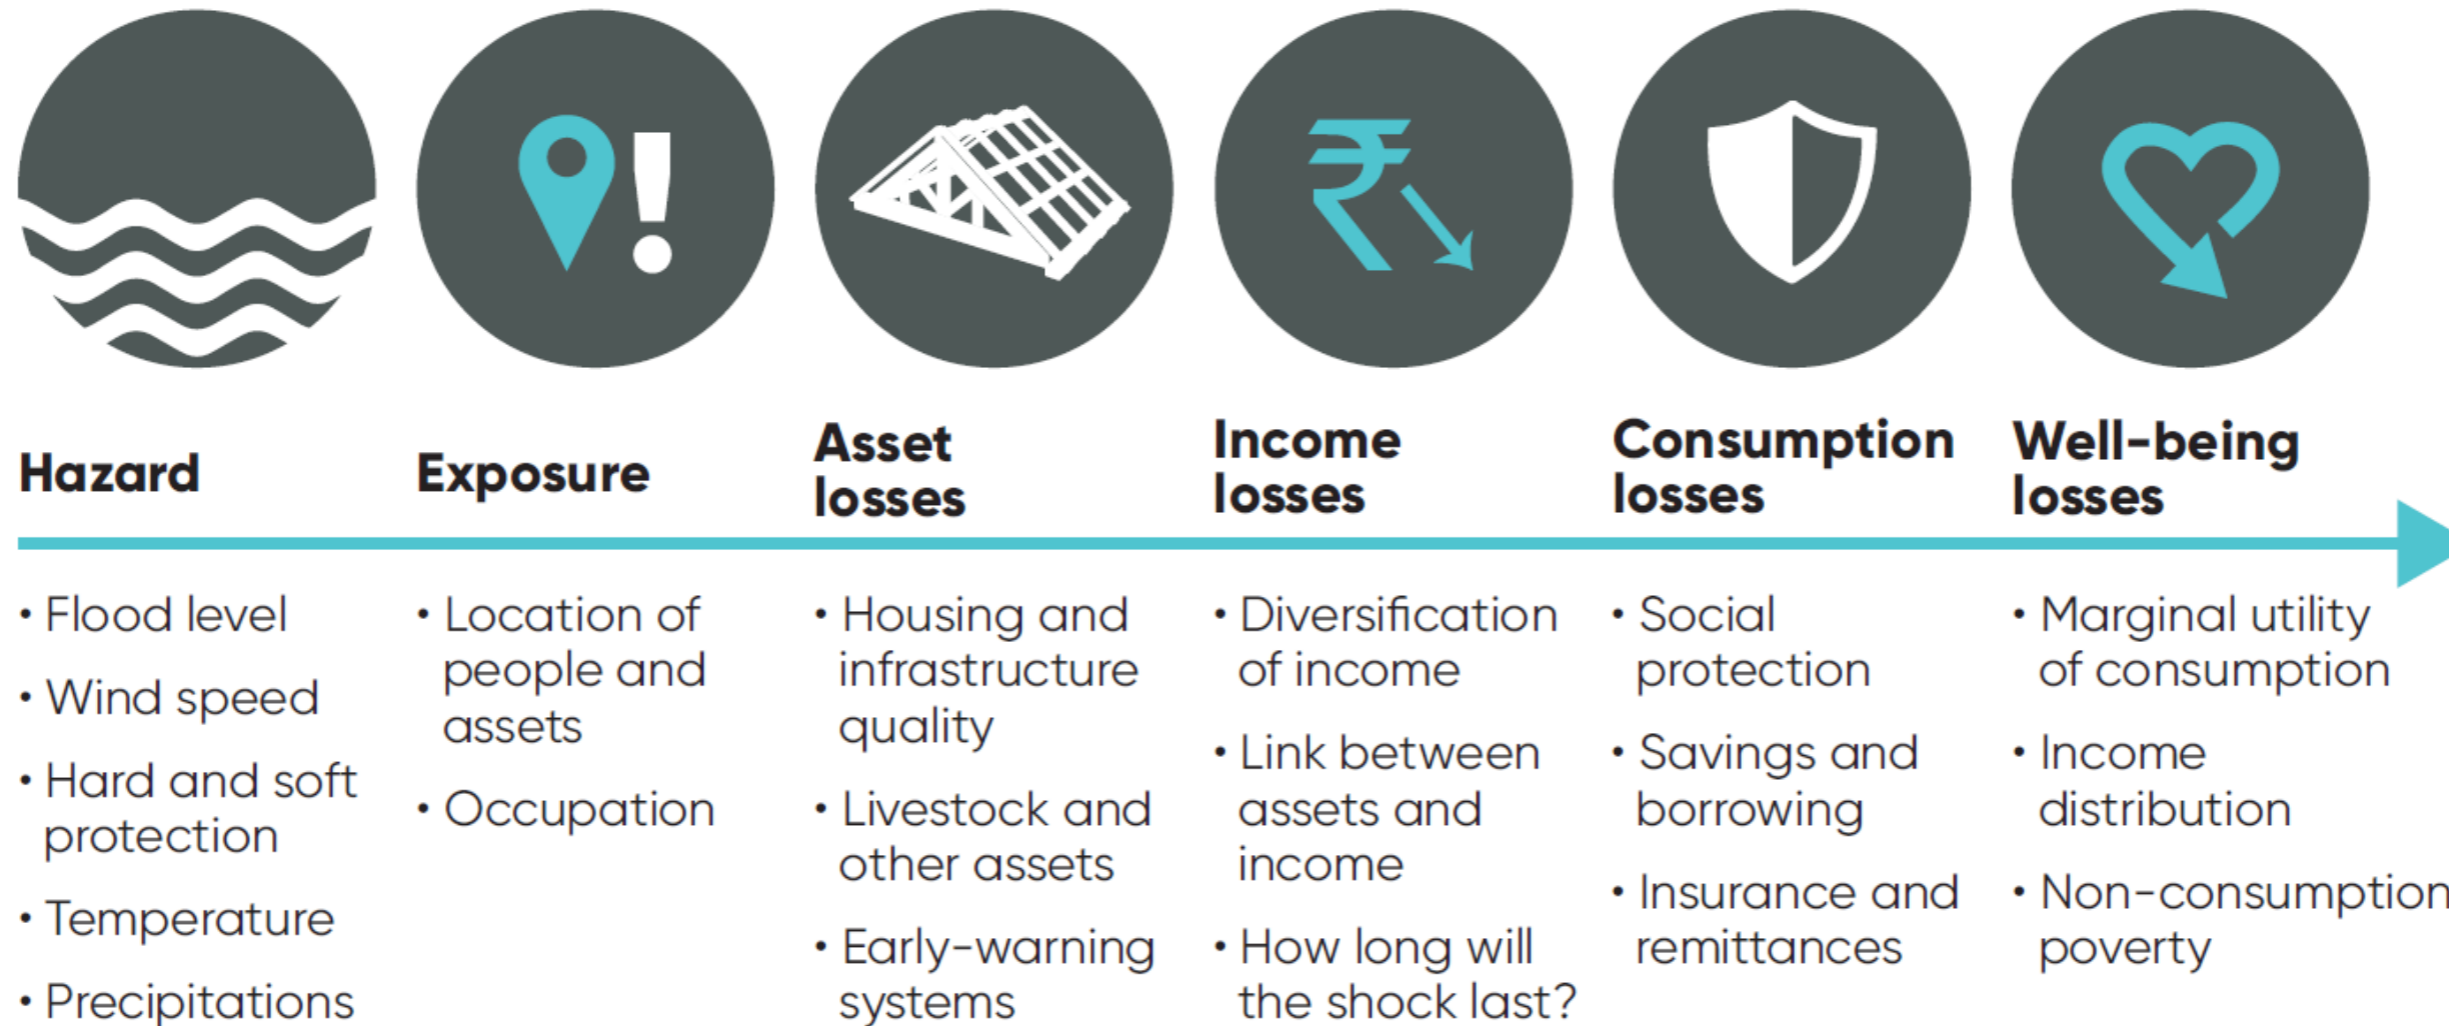 Hazard
• Flood level
• Wind speed
• Hard and soft
protection
• Temperature
• Precipitations
Exposure
• Location of
people and
assets
• Occupation
Asset
losses
• Housing and
infrastructure
quality
• Livestock and
other assets
• Early-warning
systems
Income
losses
• Diversification
of income
• Link between
assets and
income
• How long will
the shock last?
Consumption
losses
• Social
protection
• Savings and
borrowing
• Insurance and
remittances
Well-being
losses
• Marginal utility
of consumption
• Income
distribution
• Non-consumption
poverty